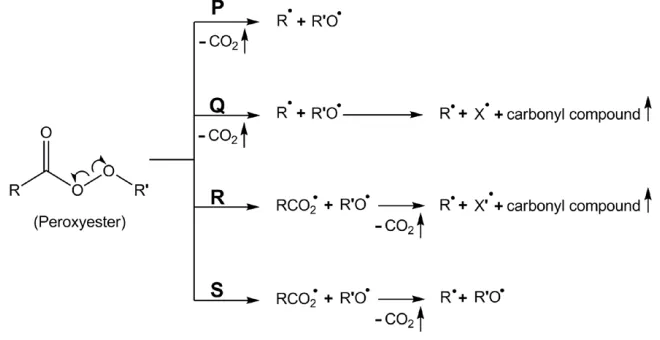 P
R• + R'O•
– CO2
Q
R• + R'O•
R• + X• + carbonyl compound
– CO2
O
O
R
O
R'
(Peroxyester)
R
RCO2• + R'O•
R• + X'• + carbonyl compound
– CO2
S
RCO2• + R'O•
R• + R'O•
– CO2